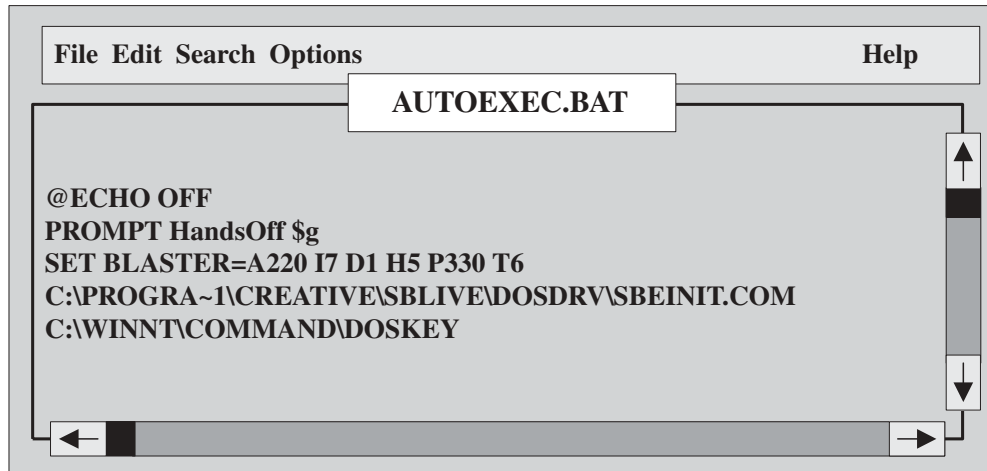 File Edit Search Options Help
AUTOEXEC.BAT
@ECHO OFF
PROMPT HandsOff $g
SET BLASTER=A220 I7 D1 H5 P330 T6
C:\PROGRA~1\CREATIVE\SBLIVE\DOSDRV\SBEINIT.COM
C:\WINNT\COMMAND\DOSKEY